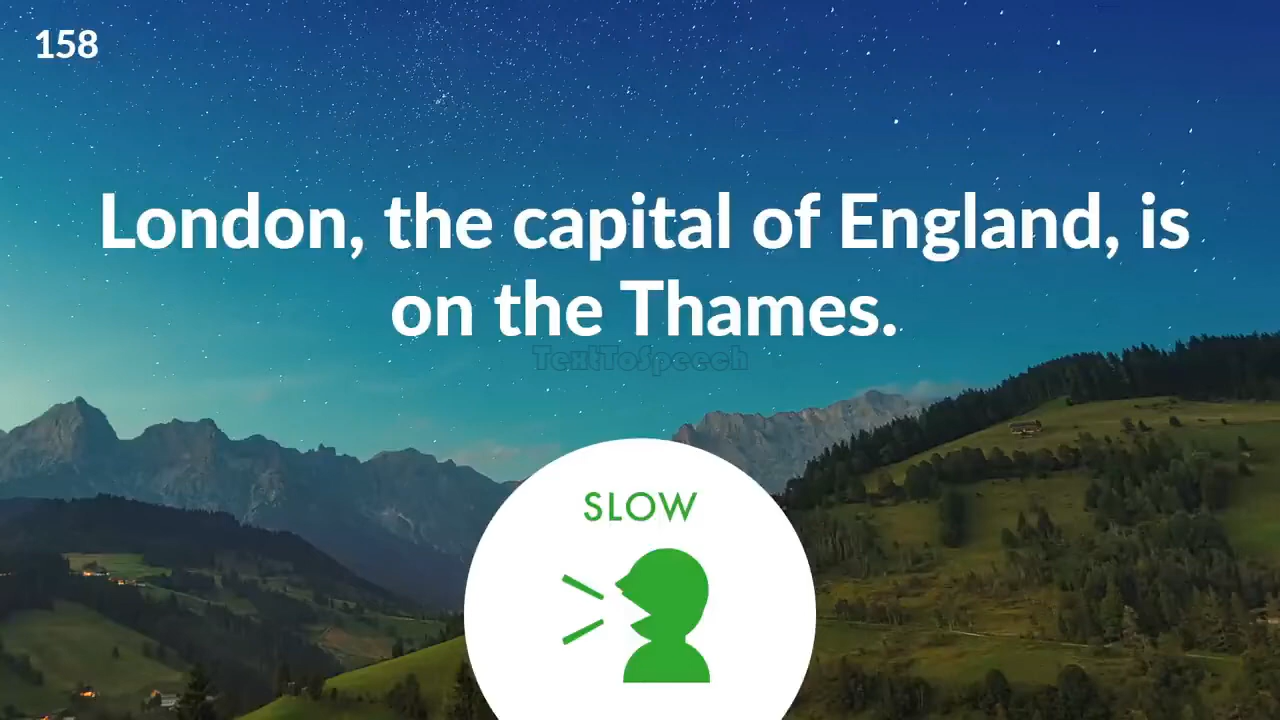 158
London, the capital of England, is
on the Thames.
TextToSpeech
SLOW